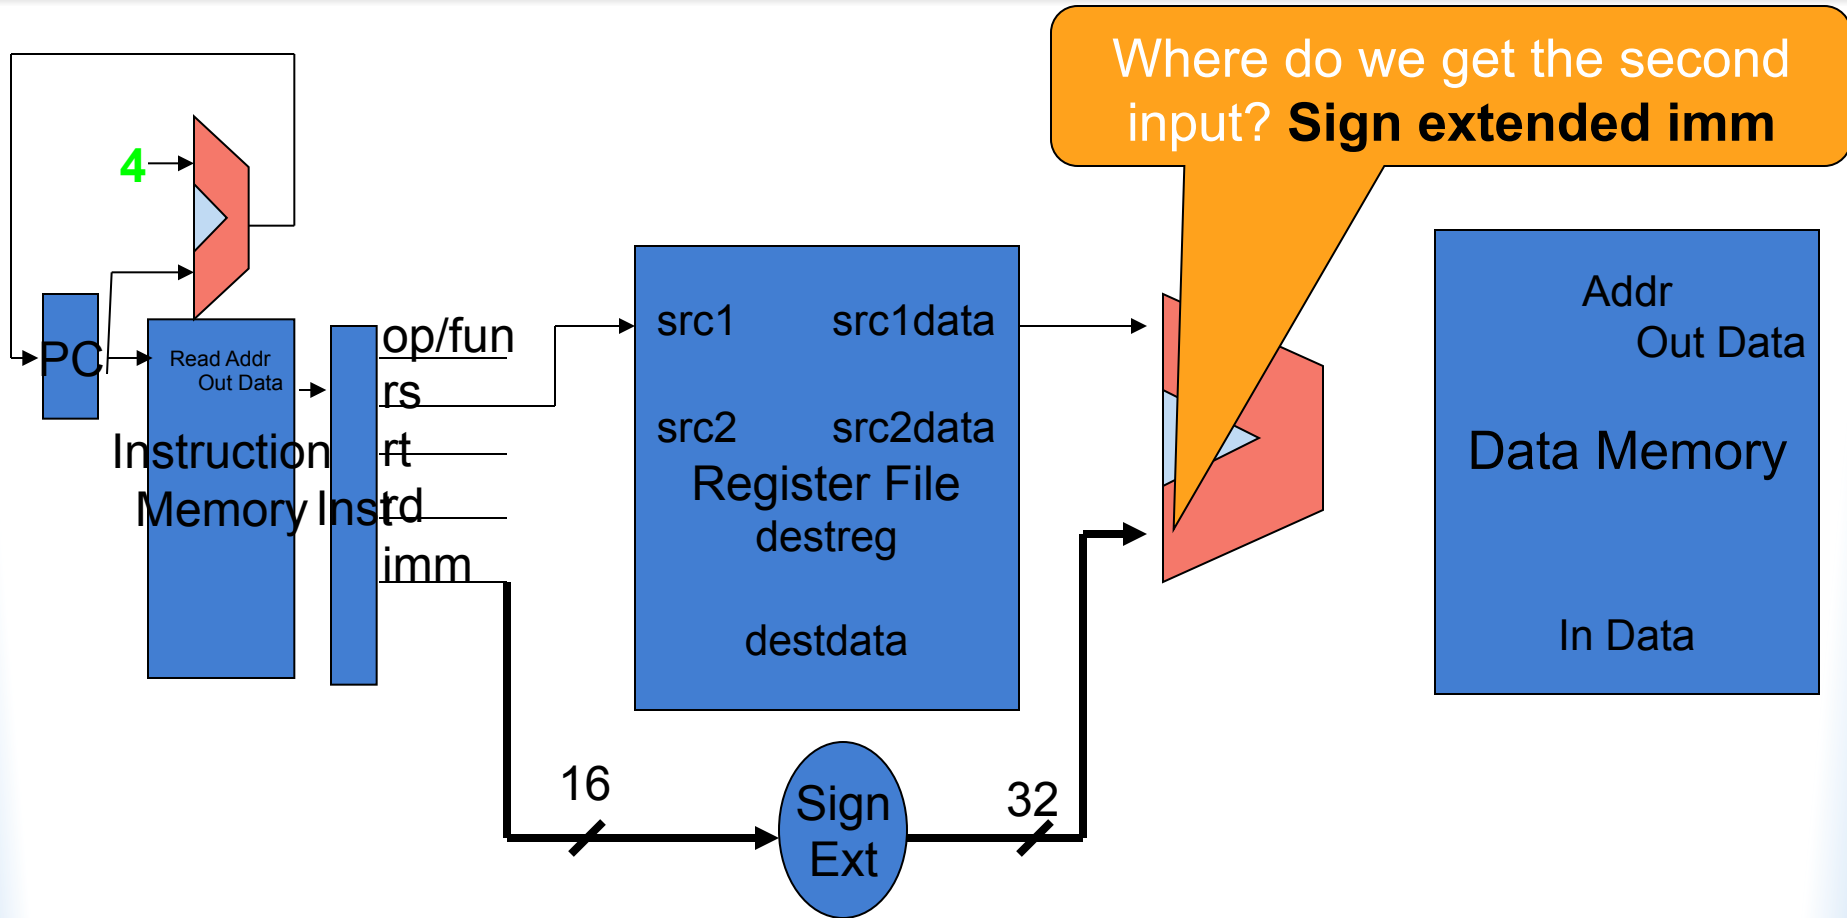 Where do we get the second
input? Sign extended imm
4
PC
Read Addr
Out Data
Instruction
Memory
Inst
op/fun
rs
rt
rd
imm
src1
src1data
src2
src2data
Register File
destreg
destdata
Addr
Out Data
Data Memory
In Data
16
Sign
Ext
32